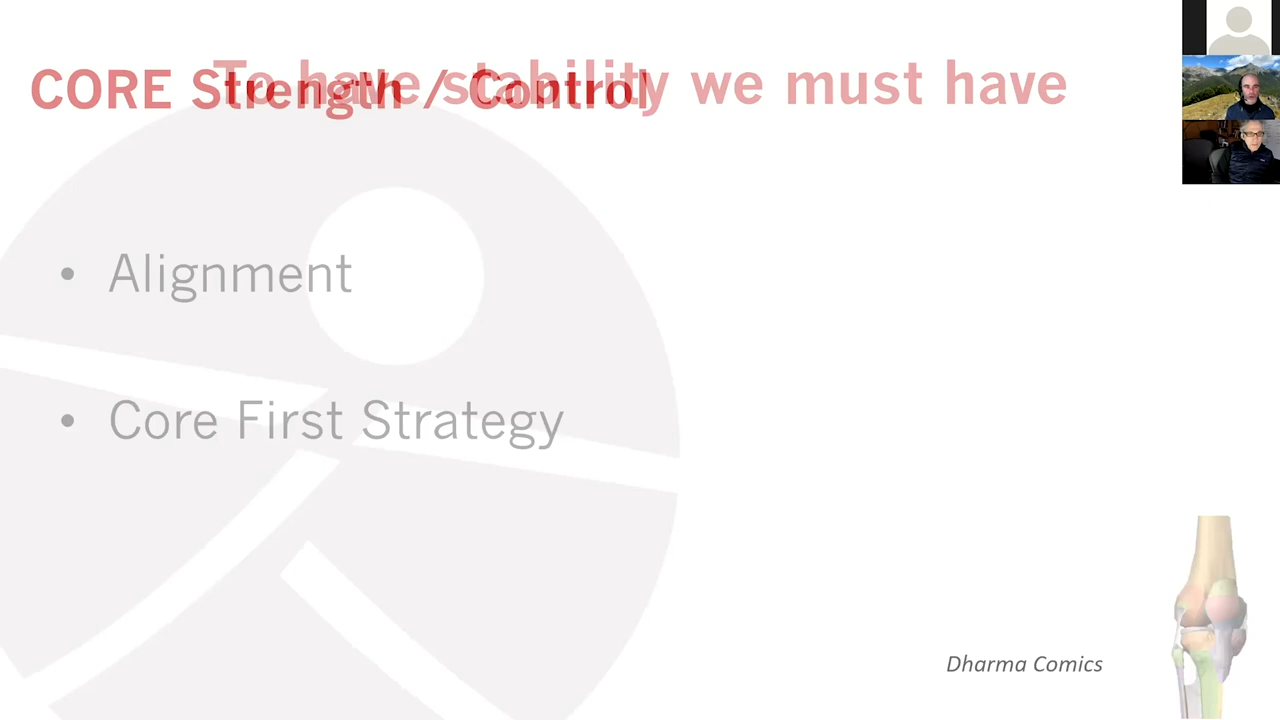 CORE Strength / Control
To have stability we must have
• Alignment
• Core First Strategy
Dharma Comics